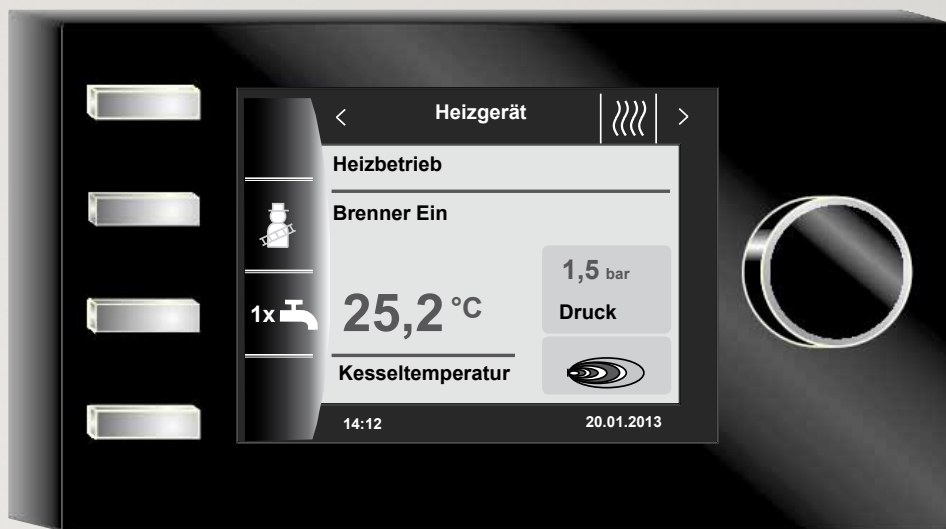 < Heizgerät >
Heizbetrieb
Brenner Ein
1,5 bar
Druck
1x
25,2 °C
Kesseltemperatur
14:12 20.01.2013